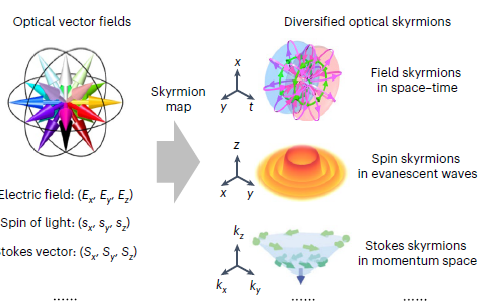 Optical vector fields
Diversified optical skyrmions
Skyrmion
map
x
y
t
Field skyrmions
in space–time
z
x
y
Spin skyrmions
in evanescent waves
Electric field: (Ex, Ey, Ez)
Spin of light: (sx, sy, sz)
Stokes vector: (Sx, Sy, Sz)
kz
kx
ky
Stokes skyrmions
in momentum space
......
......
......